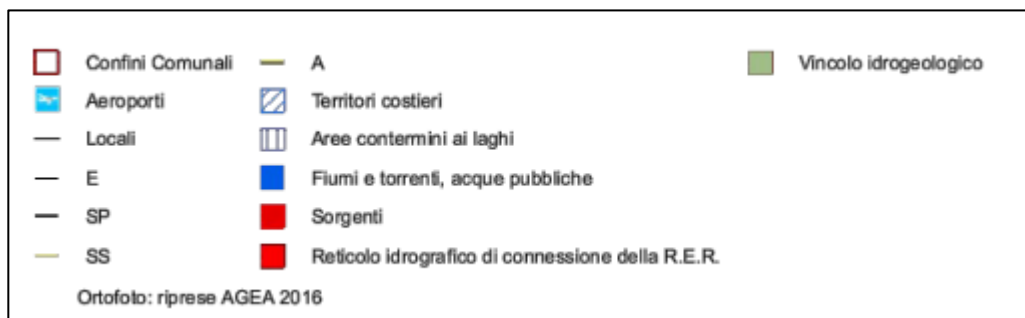 Confini Comunali
Aeroporti
Locali
E
SP
SS
A
Territori costieri
Aree contermini ai laghi
Fiumi e torrenti, acque pubbliche
Sorgenti
Reticolo idrografico di connessione della R.E.R.
Vincolo idrogeologico
Ortofoto: riprese AGEA 2016